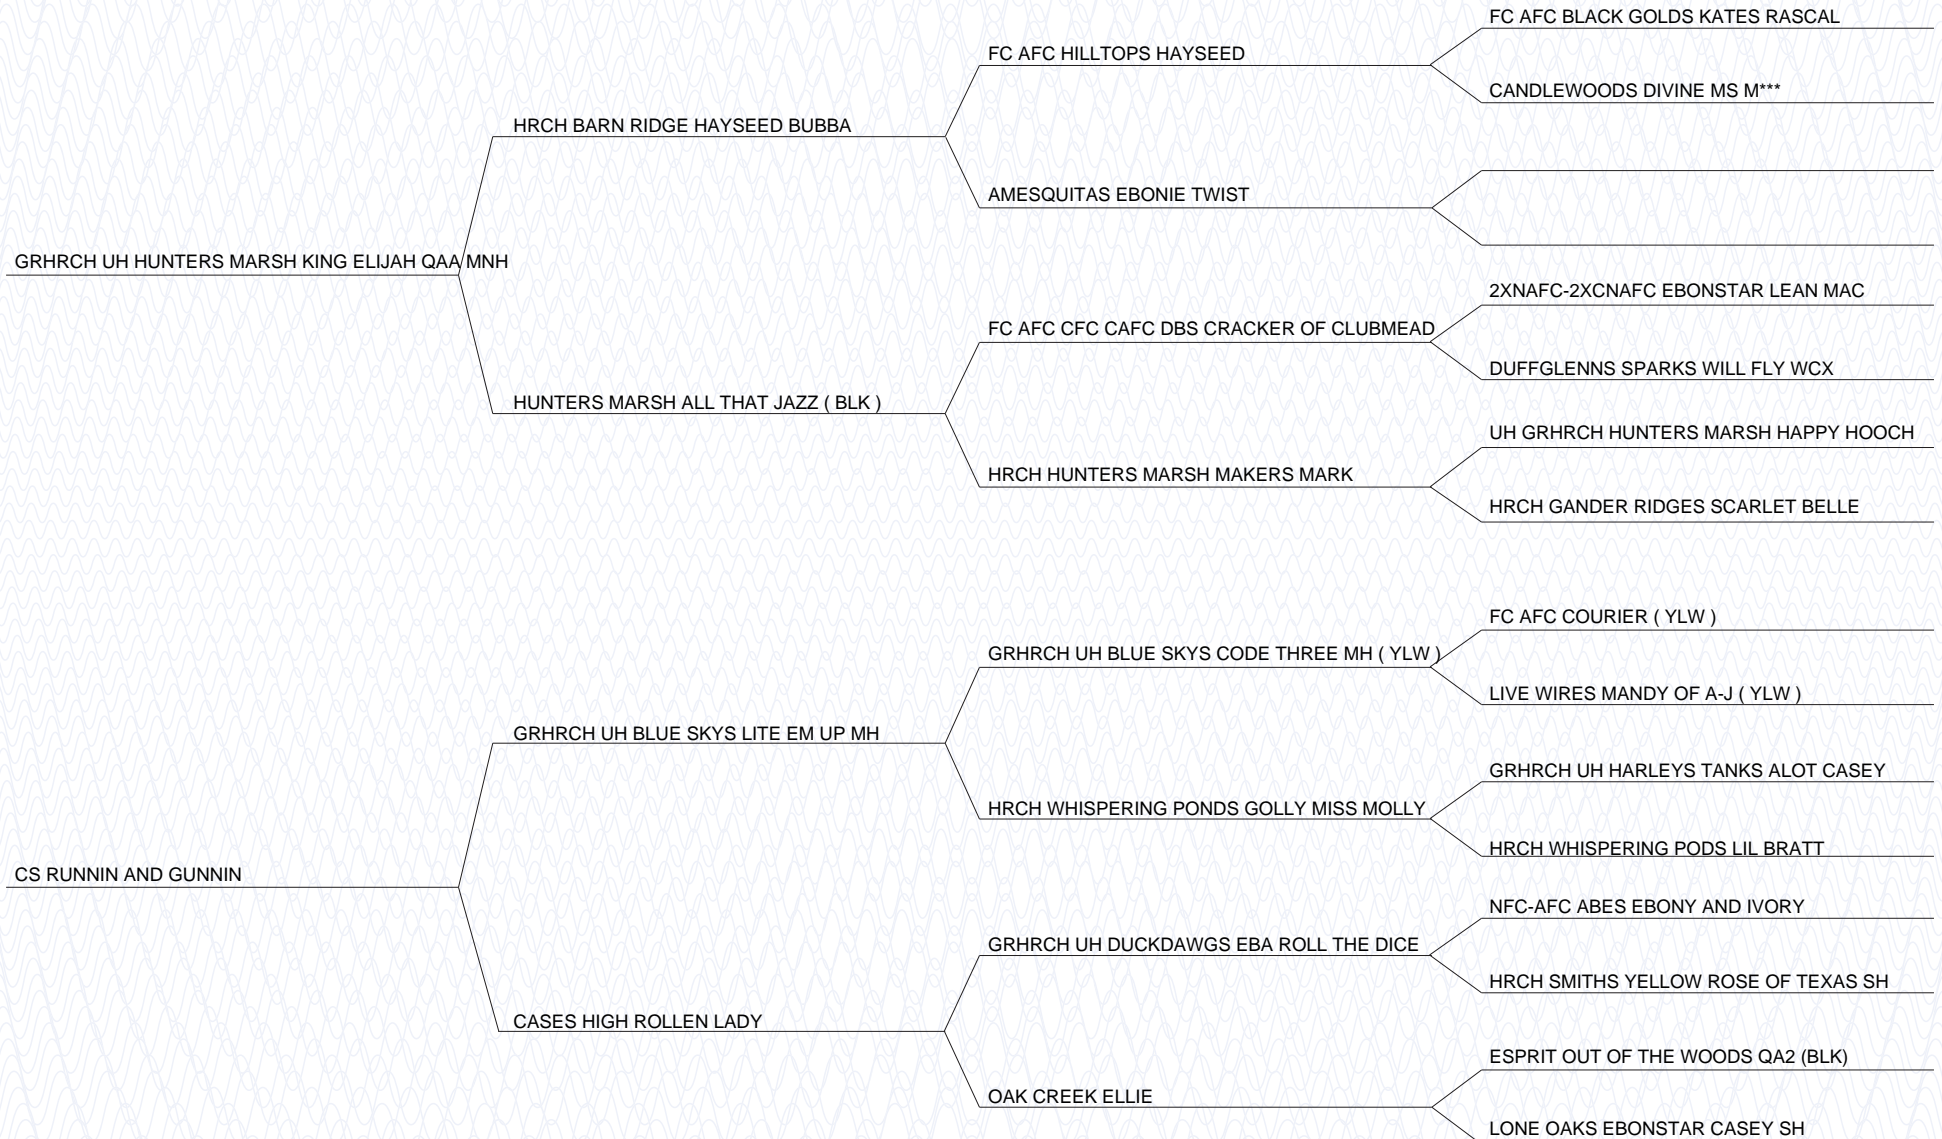 FC AFC BLACK GOLDS KATES RASCAL
FC AFC HILLTOPS HAYSEED
CANDLEWOODS DIVINE MS M***
HRCH BARN RIDGE HAYSEED BUBBA
AMESQUITAS EBONIE TWIST
GRHRCH UH HUNTERS MARSH KING ELIJAH QAA MNH
2XNAFC-2XCNAFC EBONSTAR LEAN MAC
FC AFC CFC CAFC DBS CRACKER OF CLUBMEAD
DUFFGLENNS SPARKS WILL FLY WCX
HUNTERS MARSH ALL THAT JAZZ ( BLK )
UH GRHRCH HUNTERS MARSH HAPPY HOOCH
HRCH HUNTERS MARSH MAKERS MARK
HRCH GANDER RIDGES SCARLET BELLE
FC AFC COURIER ( YLW )
GRHRCH UH BLUE SKYS CODE THREE MH ( YLW )
LIVE WIRES MANDY OF A-J ( YLW )
GRHRCH UH BLUE SKYS LITE EM UP MH
GRHRCH UH HARLEYS TANKS ALOT CASEY
HRCH WHISPERING PONDS GOLLY MISS MOLLY
HRCH WHISPERING PODS LIL BRATT
CS RUNNIN AND GUNNIN
NFC-AFC ABES EBONY AND IVORY
GRHRCH UH DUCKDAWGS EBA ROLL THE DICE
HRCH SMITHS YELLOW ROSE OF TEXAS SH
CASES HIGH ROLLEN LADY
ESPRIT OUT OF THE WOODS QA2 (BLK)
OAK CREEK ELLIE
LONE OAKS EBONSTAR CASEY SH